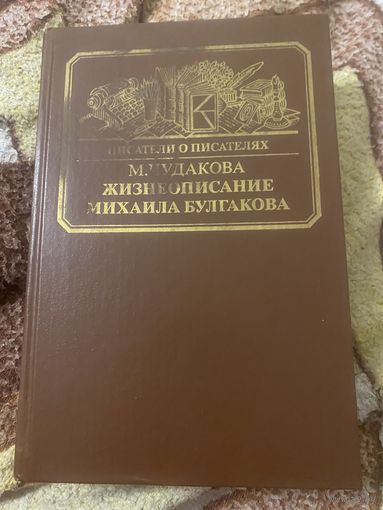 ПИСАТЕЛИ О ПИСАТЕЛЯХ
М. ЧУДАКОВА
ЖИЗНЕОПИСАНИЕ
МИХАИЛА БУЛГАКОВА